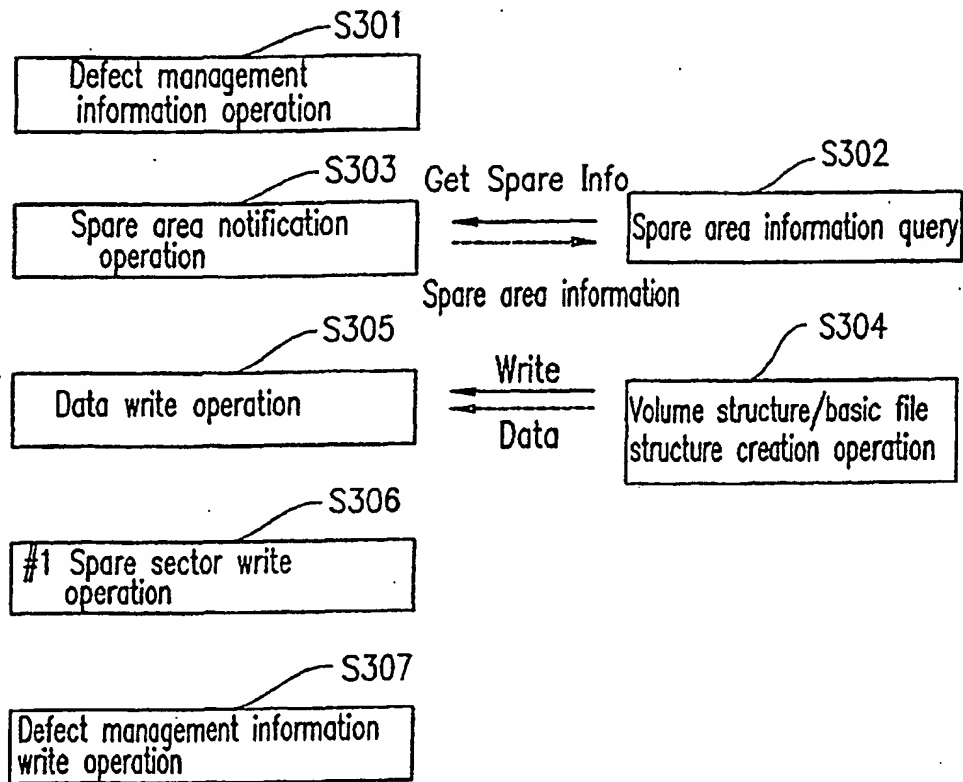 S301
Defect management
information operation
S303
Get Spare Info
S302
Spare area notification
operation
Spare area information query
Spare area information
S305
Write
S304
Data write operation
Data
Volume structure/basic file
structure creation operation
S306
#1 Spare sector write
operation
S307
Defect management information
write operation